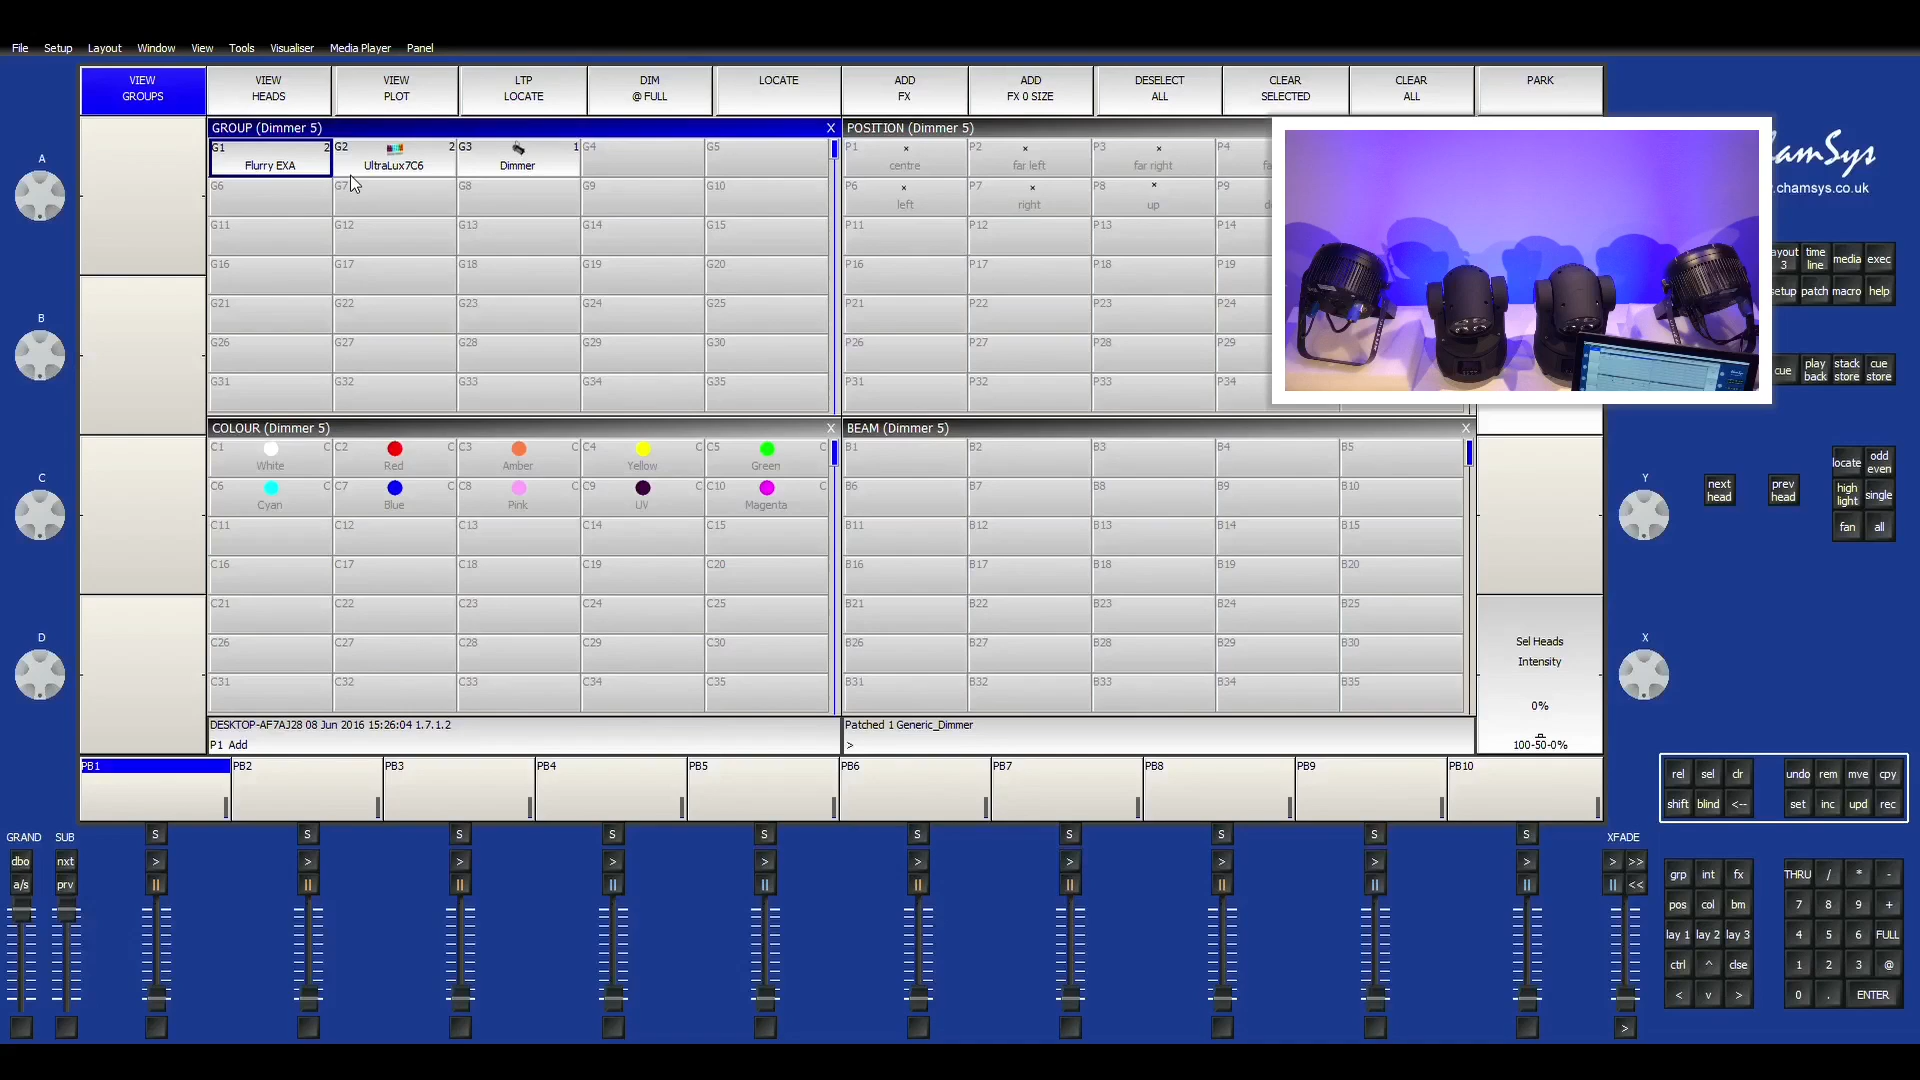 File Setup Layout Window View Tools Visualiser Media Player Panel
VIEW GROUPS
VIEW HEADS
VIEW PLOT
LTP LOCATE
DIM @ FULL
LOCATE
ADD FX
ADD FX 0 SIZE
DESELECT ALL
CLEAR SELECTED
CLEAR ALL
PARK
GROUP (Dimmer 5) X
G1 2 Flurry EXA
G2 2 UltraLux7C6
G3 1 Dimmer
G4 G5
G6 G7 G8 G9 G10
G11 G12 G13 G14 G15
G16 G17 G18 G19 G20
G21 G22 G23 G24 G25
G26 G27 G28 G29 G30
G31 G32 G33 G34 G35
POSITION (Dimmer 5)
P1 P2 P3 P4
centre far left far right
P6 P7 P8 P9
left right up
P11 P12 P13 P14
P16 P17 P18 P19
P21 P22 P23 P24
P26 P27 P28 P29
P31 P32 P33 P34
COLOUR (Dimmer 5) X
C1 C C2 C C3 C C4 C C5 C
White Red Amber Yellow Green
C6 C C7 C C8 C C9 C C10 C
Cyan Blue Pink UV Magenta
C11 C12 C13 C14 C15
C16 C17 C18 C19 C20
C21 C22 C23 C24 C25
C26 C27 C28 C29 C30
C31 C32 C33 C34 C35
BEAM (Dimmer 5) X
B1 B2 B3 B4 B5
B6 B7 B8 B9 B10
B11 B12 B13 B14 B15
B16 B17 B18 B19 B20
B21 B22 B23 B24 B25
B26 B27 B28 B29 B30
B31 B32 B33 B34 B35
DESKTOP-AF7AJ28 08 Jun 2016 15:26:04 1.7.1.2
P1 Add
Patched 1 Generic_Dimmer
>
Sel Heads
Intensity
0%
100-50-0%
A
B
C
D
Y
X
hamSys
.chamsys.co.uk
ayout 3 time line media exec
setup patch macro help
cue play back stack store cue store
next head prev head
locate odd even
high light single
fan all
PB1 PB2 PB3 PB4 PB5 PB6 PB7 PB8 PB9 PB10
S S S S S S S S S S
> > > > > > > > > >
GRAND SUB
dbo nxt
a/s prv
XFADE
> >>
<<
>
rel sel clr undo rem mve cpy
shift blind <-- set inc upd rec
grp int fx THRU / * -
pos col bm 7 8 9 +
lay 1 lay 2 lay 3 4 5 6 FULL
ctrl ^ clse 1 2 3 @
< v > 0 . ENTER